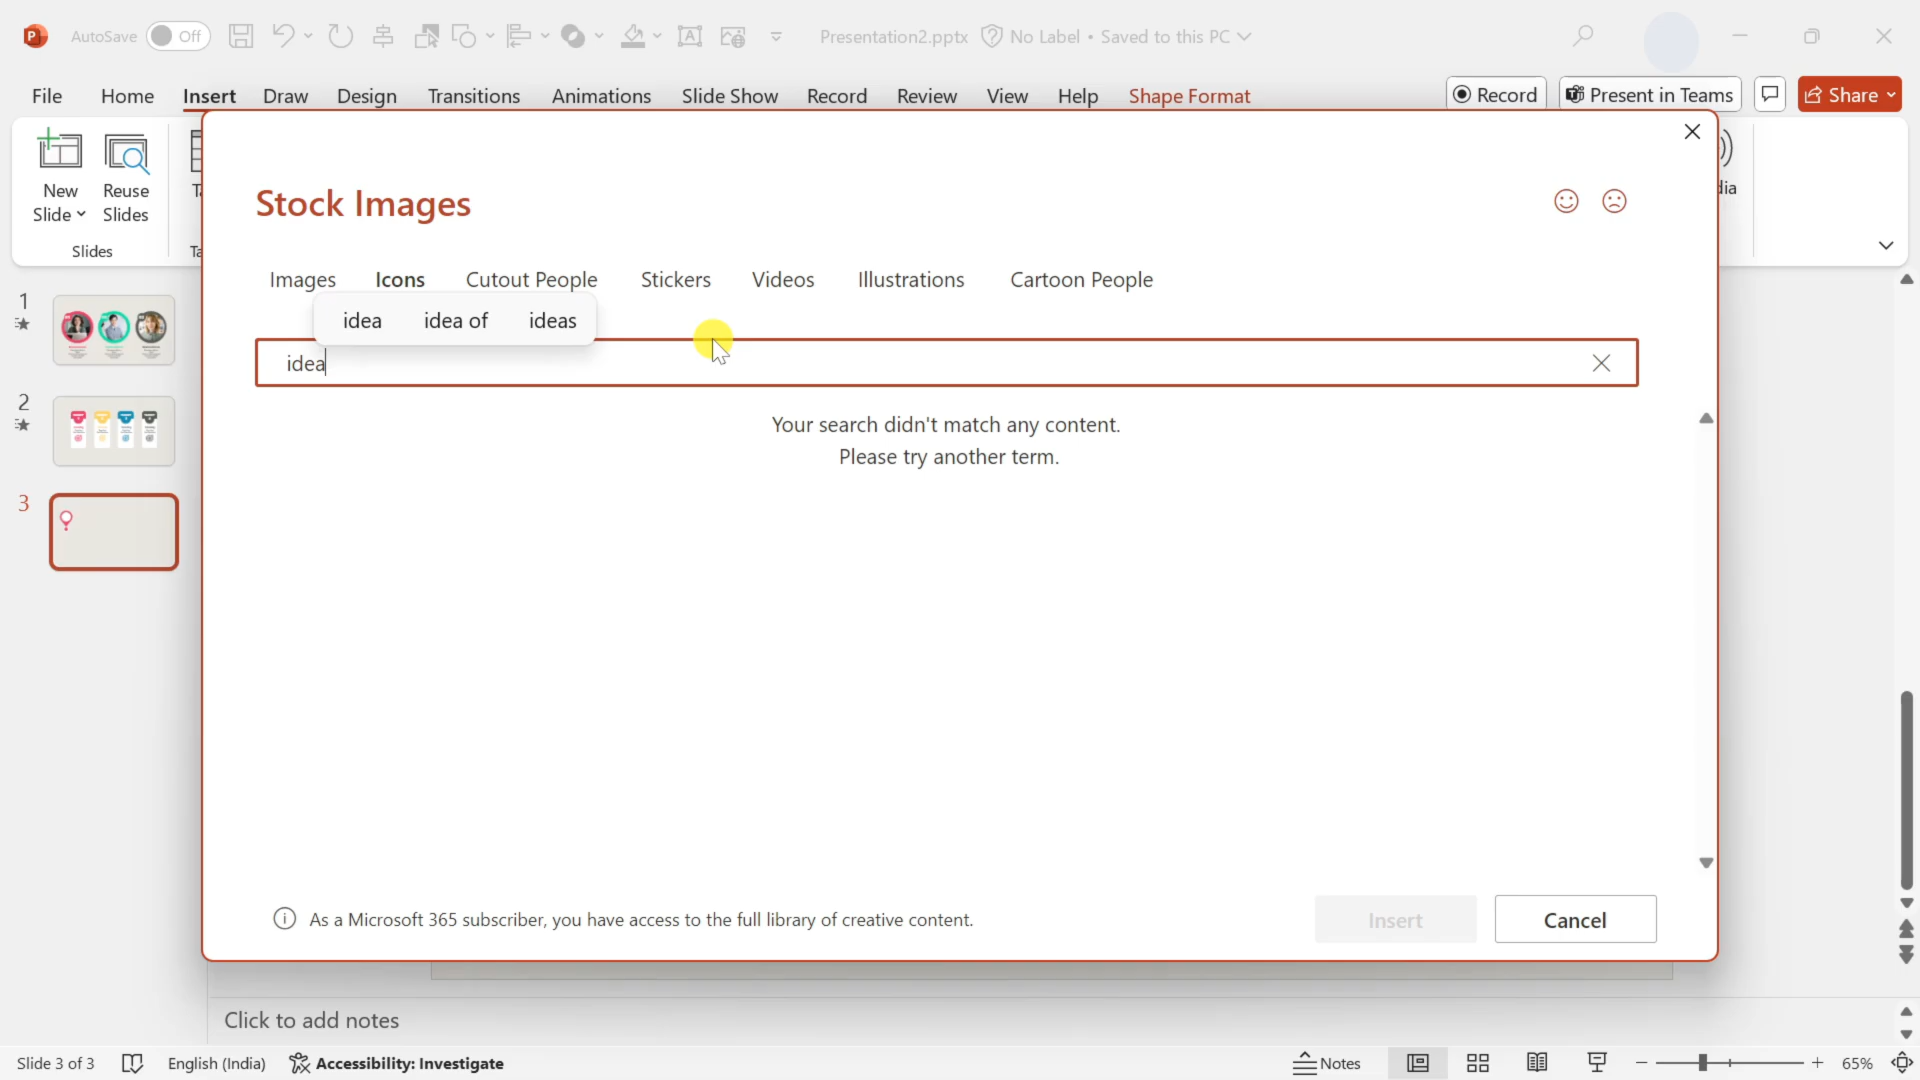 AutoSave Off
Presentation2.pptx No Label • Saved to this PC
File Home Insert Draw Design Transitions Animations Slide Show Record Review View Help Shape Format
Record Present in Teams Share
New Slide
Reuse Slides
Slides
Stock Images
Images Icons Cutout People Stickers Videos Illustrations Cartoon People
idea idea of ideas
idea
Your search didn't match any content.
Please try another term.
1
2
3
As a Microsoft 365 subscriber, you have access to the full library of creative content.
Insert Cancel
Click to add notes
Slide 3 of 3 English (India) Accessibility: Investigate Notes 65%